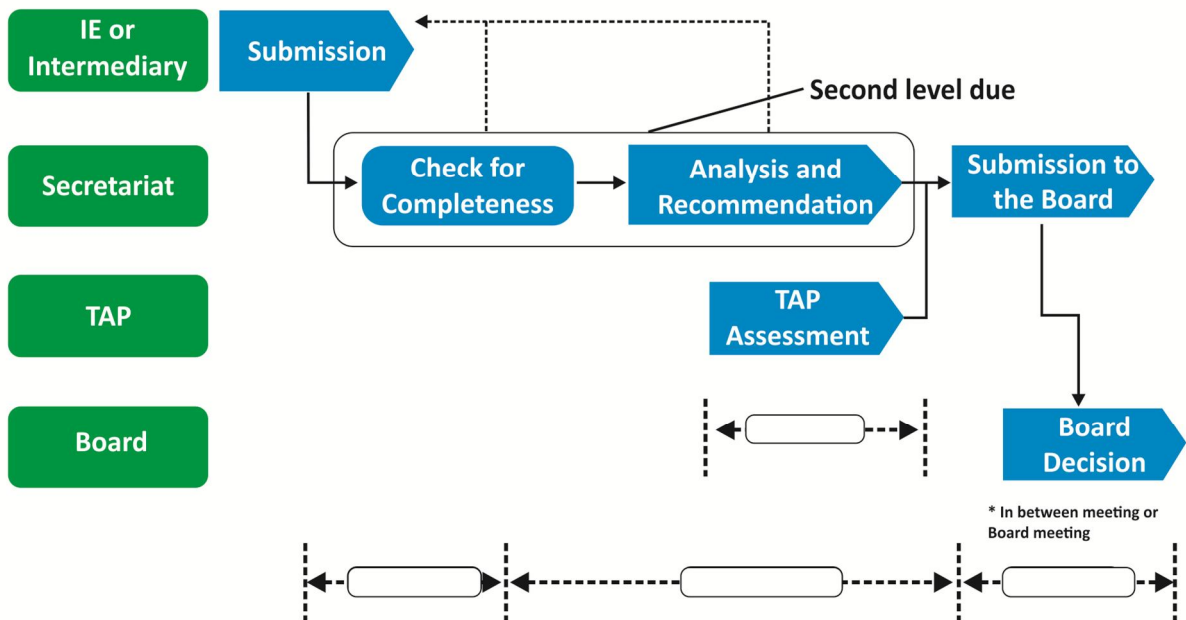 IE or
Intermediary
Submission
Second level due
Secretariat
Check for
Completeness
Analysis and
Recommendation
Submission to
the Board
TAP
TAP
Assessment
Board
Board
Decision
* In between meeting or
Board meeting